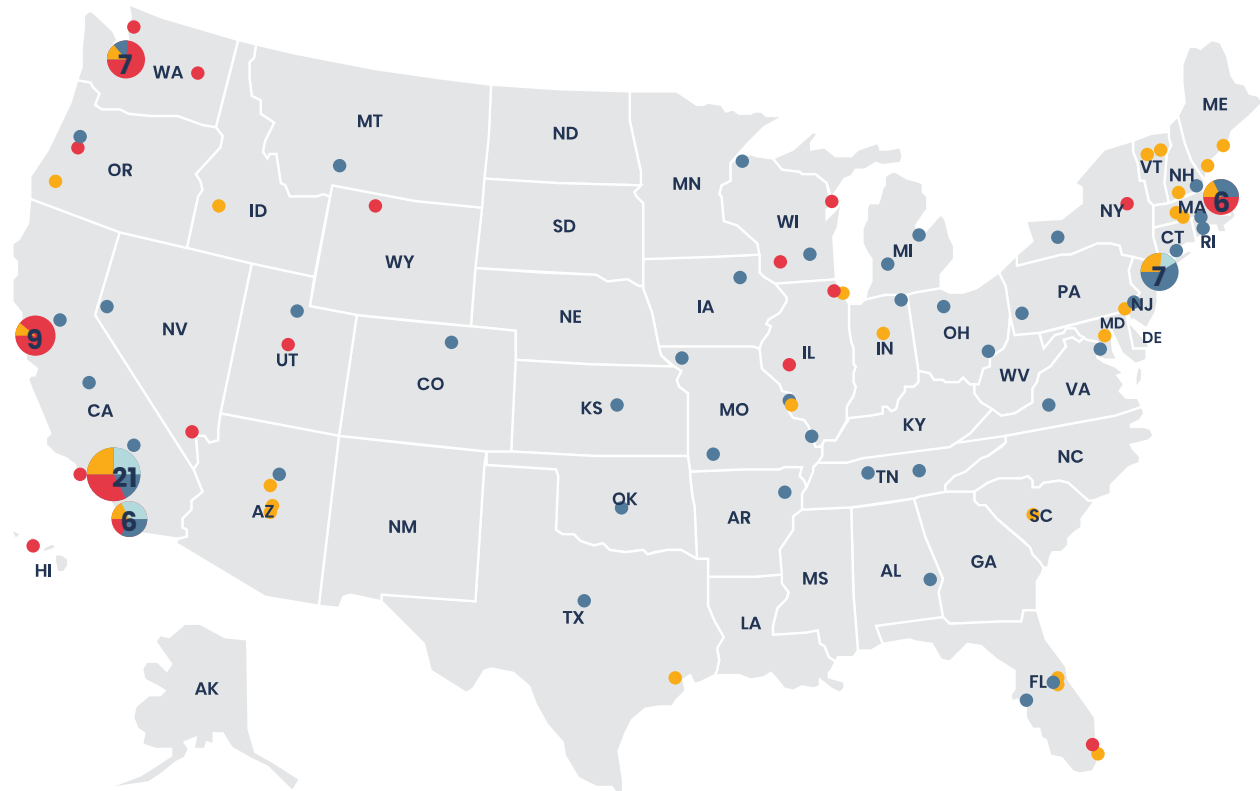 ME
7
WA
MT
ND
VT
OR
MN
NH
ID
NY
MA
6
SD
WI
RI
CT
MI
WY
7
PA
IA
NJ
NE
MD
NV
9
OH
DE
IN
UT
IL
WV
CO
VA
KS
MO
CA
KY
NC
21
TN
OK
AZ
SC
AR
6
NM
GA
HI
AL
MS
TX
LA
FL
AK